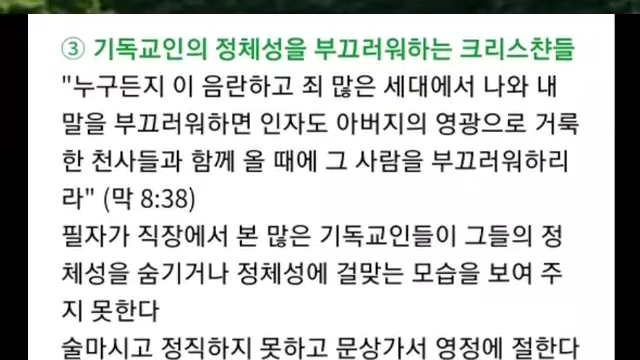 ③ 기독교인의 정체성을 부끄러워하는 크리스챤들
"누구든지 이 음란하고 죄 많은 세대에서 나와 내
말을 부끄러워하면 인자도 아버지의 영광으로 거룩
한 천사들과 함께 올 때에 그 사람을 부끄러워하리
라" (막 8:38)
필자가 직장에서 본 많은 기독교인들이 그들의 정
체성을 숨기거나 정체성에 걸맞는 모습을 보여 주
지 못한다
술마시고 정직하지 못하고 문상가서 영정에 절한다